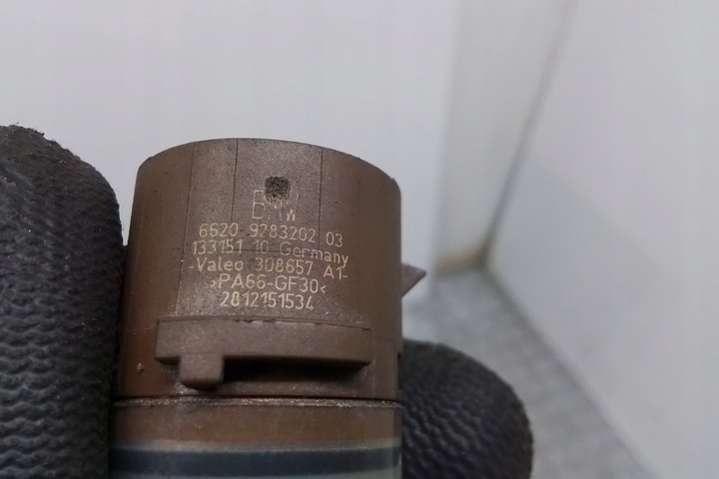 BMW
6620 9283202 03
133151 10 Germany
-Valeo 308657 A1-
>PA66-GF30<
2812151534